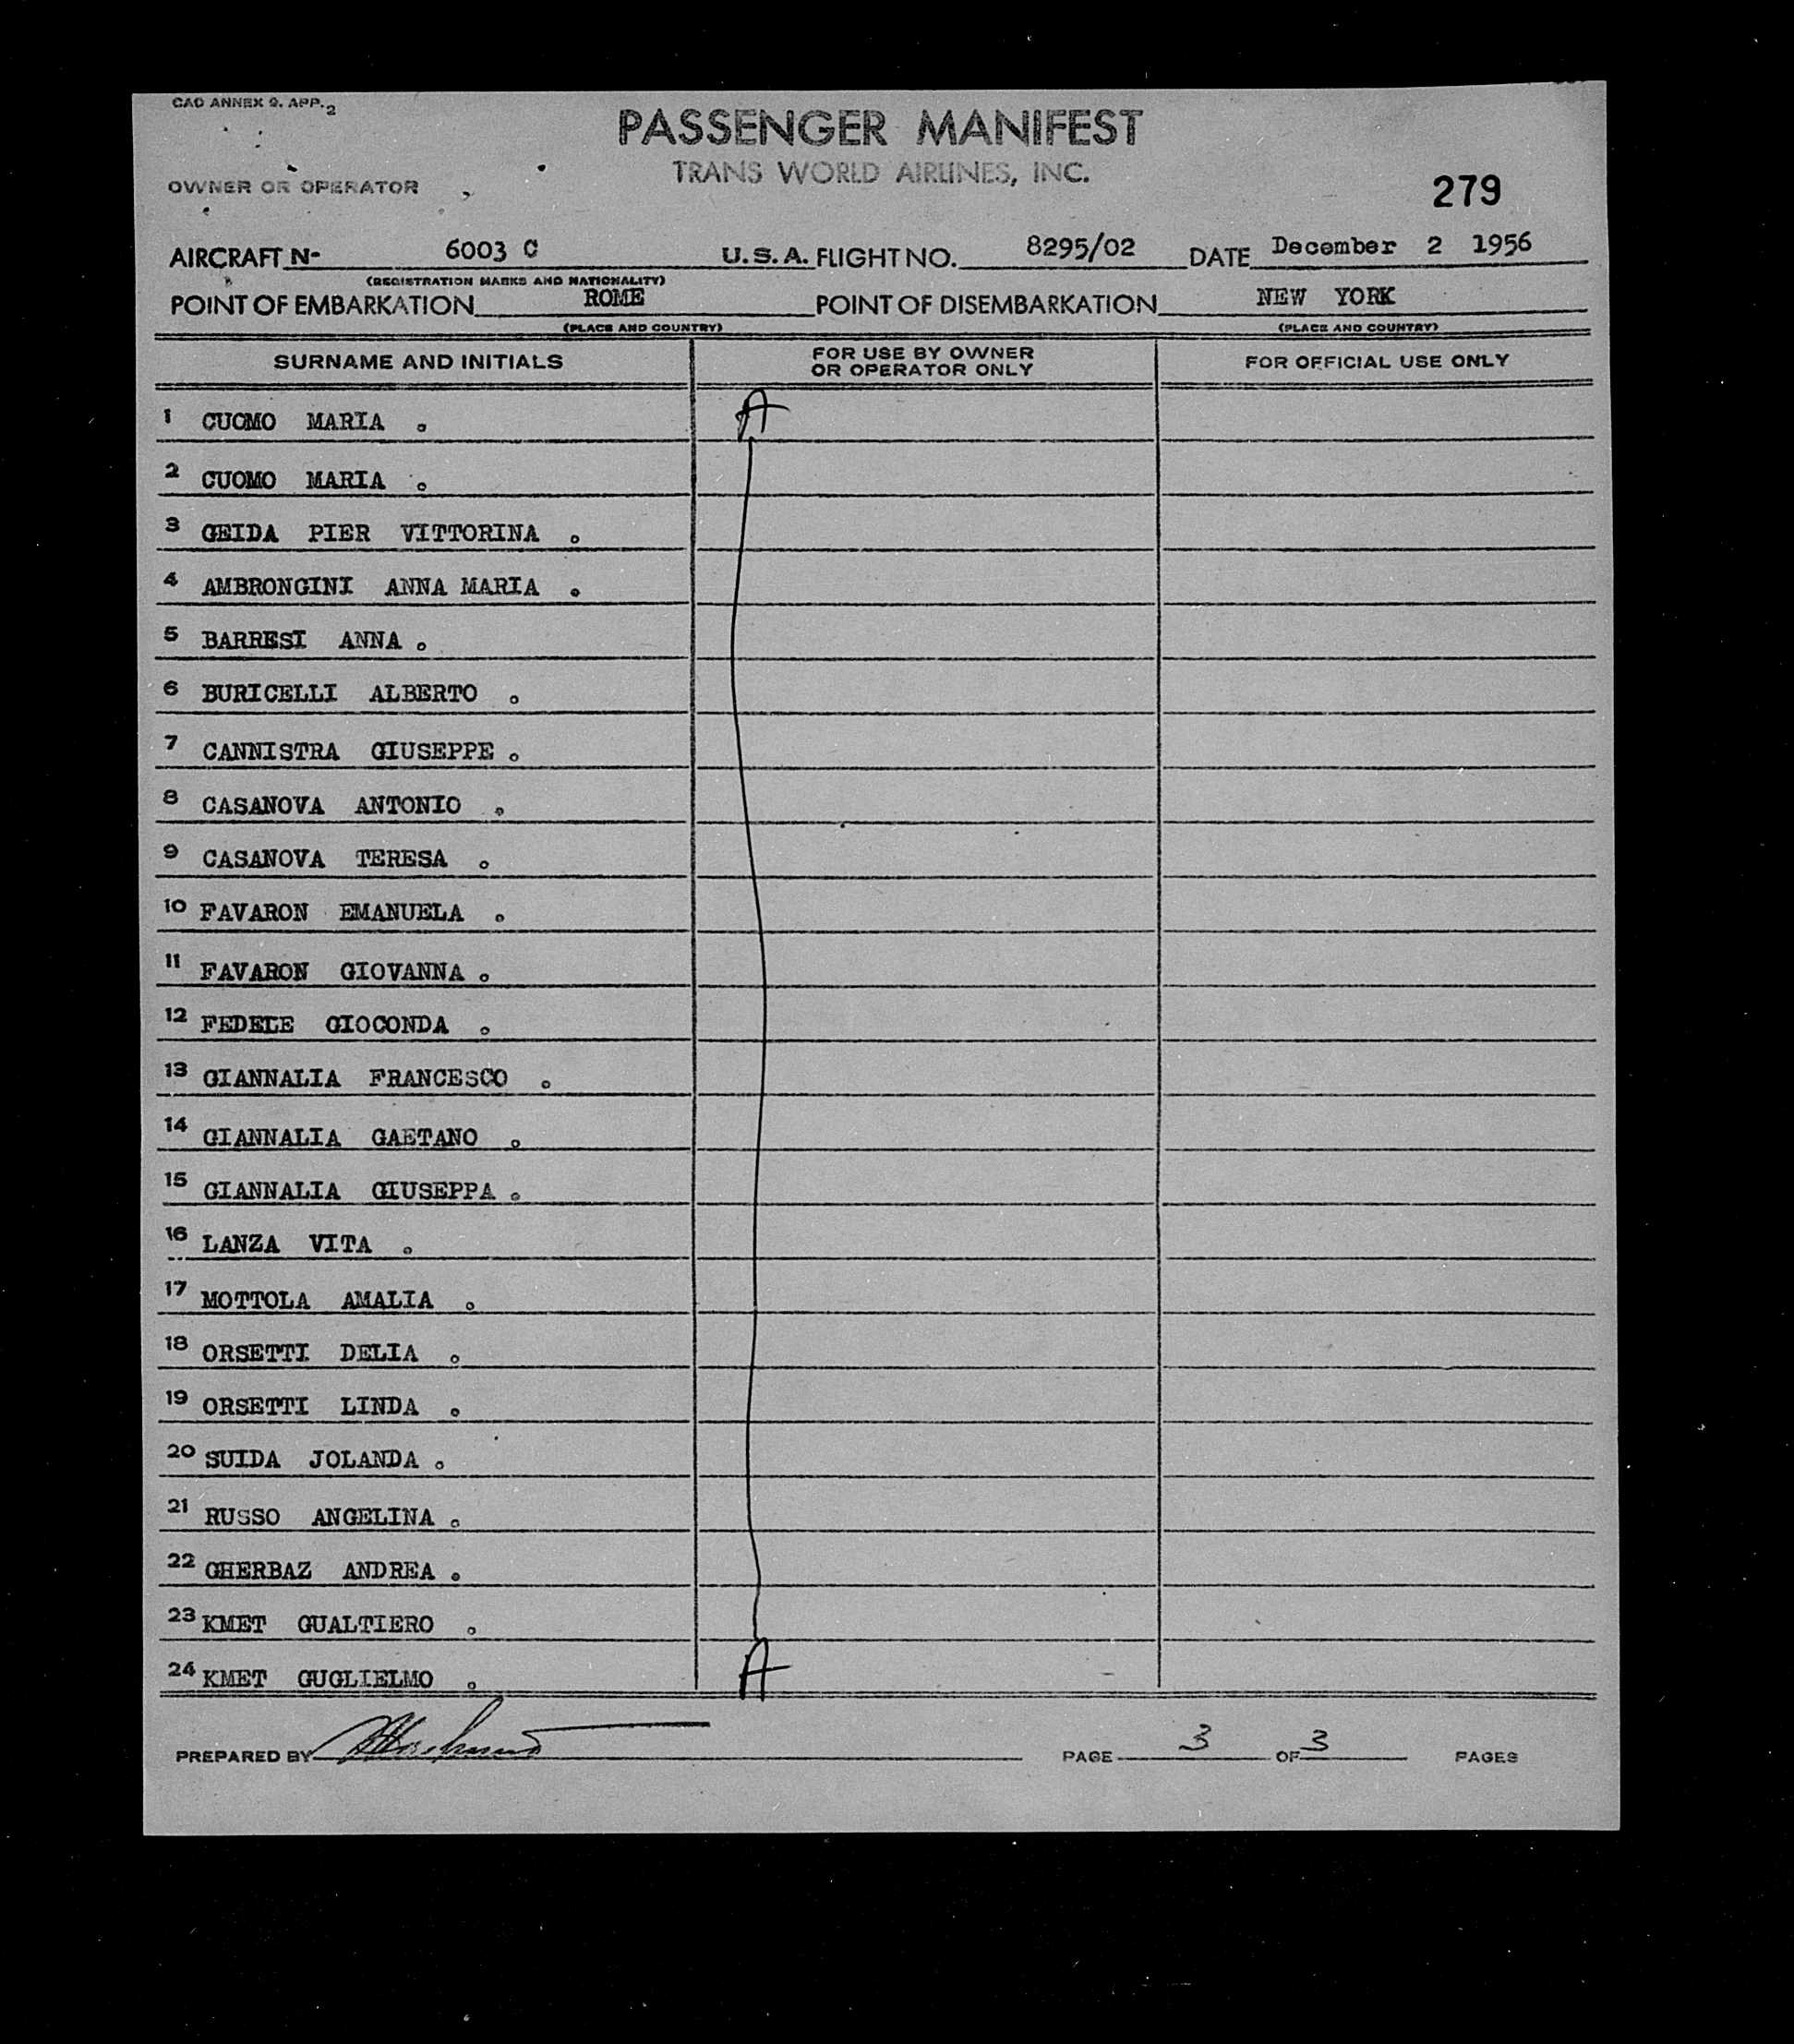 CAO ANNEX 9. APP. 2
PASSENGER MANIFEST
TRANS WORLD AIRLINES, INC.
OWNER OR OPERATOR
279
AIRCRAFT N- 6003 C U.S.A. FLIGHT NO. 8295/02 DATE December 2 1956
(REGISTRATION MARKS AND NATIONALITY)
POINT OF EMBARKATION ROME POINT OF DISEMBARKATION NEW YORK
(PLACE AND COUNTRY) (PLACE AND COUNTRY)
SURNAME AND INITIALS FOR USE BY OWNER OR OPERATOR ONLY FOR OFFICIAL USE ONLY
1 CUOMO MARIA . A
2 CUOMO MARIA .
3 GEIDA PIER VITTORINA .
4 AMBRONGINI ANNA MARIA .
5 BARRESI ANNA .
6 BURICELLI ALBERTO .
7 CANNISTRA GIUSEPPE .
8 CASANOVA ANTONIO .
9 CASANOVA TERESA .
10 FAVARON EMANUELA .
11 FAVARON GIOVANNA .
12 FEDELE GIOCONDA .
13 GIANNALIA FRANCESCO .
14 GIANNALIA GAETANO .
15 GIANNALIA GIUSEPPA .
16 LANZA VITA .
17 MOTTOLA AMALIA .
18 ORSETTI DELIA .
19 ORSETTI LINDA .
20 SUIDA JOLANDA .
21 RUSSO ANGELINA .
22 GHERBAZ ANDREA .
23 KMET GUALTIERO .
24 KMET GUGLIELMO . A
PREPARED BY PAGE 3 OF 3 PAGES